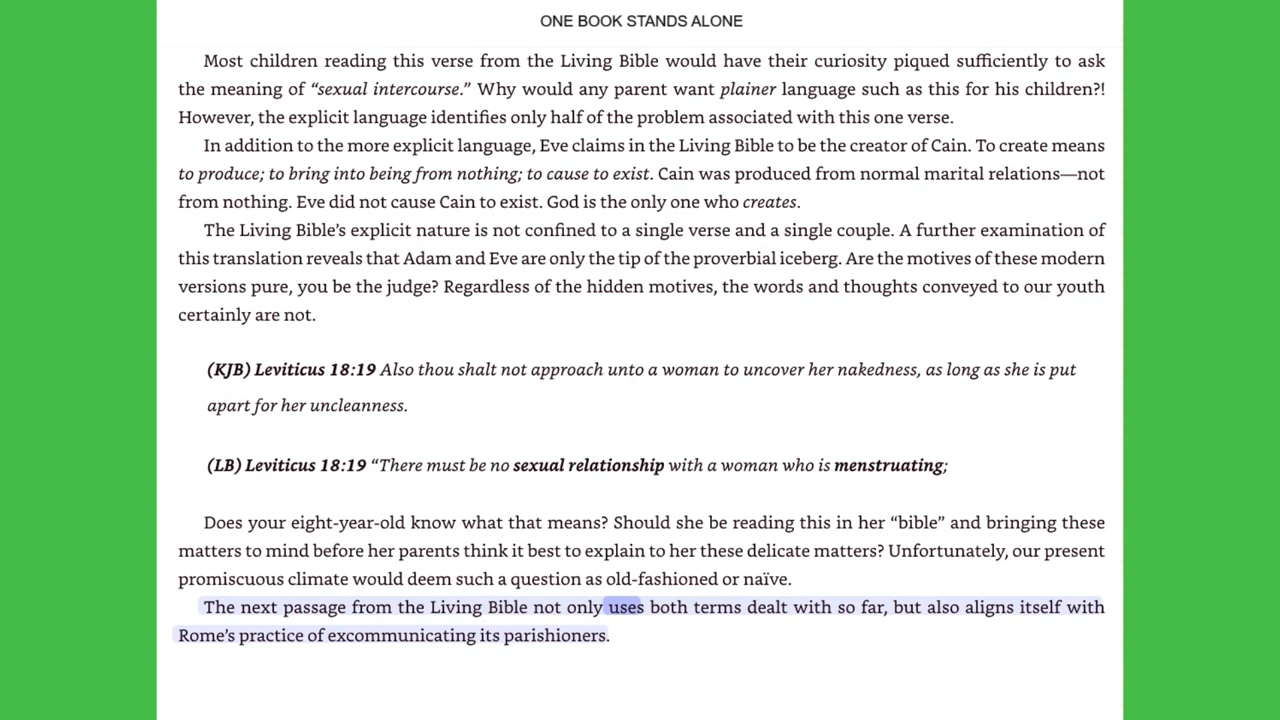 ONE BOOK STANDS ALONE
Most children reading this verse from the Living Bible would have their curiosity piqued sufficiently to ask
the meaning of “sexual intercourse.” Why would any parent want plainer language such as this for his children?!
However, the explicit language identifies only half of the problem associated with this one verse.
In addition to the more explicit language, Eve claims in the Living Bible to be the creator of Cain. To create means
to produce; to bring into being from nothing; to cause to exist. Cain was produced from normal marital relations—not
from nothing. Eve did not cause Cain to exist. God is the only one who creates.
The Living Bible’s explicit nature is not confined to a single verse and a single couple. A further examination of
this translation reveals that Adam and Eve are only the tip of the proverbial iceberg. Are the motives of these modern
versions pure, you be the judge? Regardless of the hidden motives, the words and thoughts conveyed to our youth
certainly are not.
(KJB) Leviticus 18:19 Also thou shalt not approach unto a woman to uncover her nakedness, as long as she is put
apart for her uncleanness.
(LB) Leviticus 18:19 “There must be no sexual relationship with a woman who is menstruating;
Does your eight-year-old know what that means? Should she be reading this in her “bible” and bringing these
matters to mind before her parents think it best to explain to her these delicate matters? Unfortunately, our present
promiscuous climate would deem such a question as old-fashioned or naïve.
The next passage from the Living Bible not only uses both terms dealt with so far, but also aligns itself with
Rome’s practice of excommunicating its parishioners.